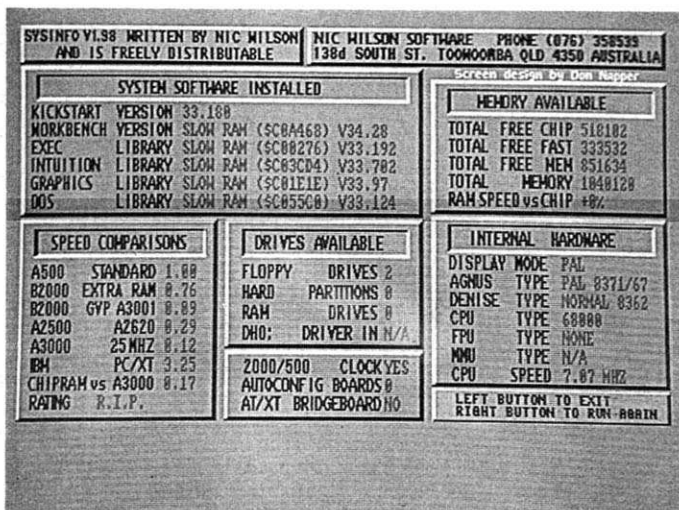 SYSINFO V1.98 WRITTEN BY NIC WILSON
AND IS FREELY DISTRIBUTABLE
NIC WILSON SOFTWARE PHONE (076) 358539
138d SOUTH ST. TOOWOOMBA QLD 4350 AUSTRALIA
Screen design by Don Napper
SYSTEM SOFTWARE INSTALLED
KICKSTART VERSION 33.180
WORKBENCH VERSION SLOW RAM ($C0A468) V34.28
EXEC LIBRARY SLOW RAM ($C00276) V33.192
INTUITION LIBRARY SLOW RAM ($C03CD4) V33.702
GRAPHICS LIBRARY SLOW RAM ($C01E1E) V33.97
DOS LIBRARY SLOW RAM ($C055C0) V33.124
MEMORY AVAILABLE
TOTAL FREE CHIP 518102
TOTAL FREE FAST 333532
TOTAL FREE MEM 851634
TOTAL MEMORY 1040128
RAM SPEED vs CHIP +0%
SPEED COMPARISONS
A500 STANDARD 1.00
B2000 EXTRA RAM 0.76
B2000 GVP A3001 0.89
A2500 A2620 0.29
A3000 25MHZ 0.12
IBM PC/XT 3.25
CHIPRAM vs A3000 0.17
RATING R.I.P.
DRIVES AVAILABLE
FLOPPY DRIVES 2
HARD PARTITIONS 0
RAM DRIVES 0
DH0: DRIVER IN N/A
2000/500 CLOCK YES
AUTOCONFIG BOARDS 0
AT/XT BRIDGEBOARD NO
INTERNAL HARDWARE
DISPLAY MODE PAL
AGNUS TYPE PAL 8371/67
DENISE TYPE NORMAL 8362
CPU TYPE 68000
FPU TYPE NONE
MMU TYPE N/A
CPU SPEED 7.07 MHZ
LEFT BUTTON TO EXIT
RIGHT BUTTON TO RUN AGAIN